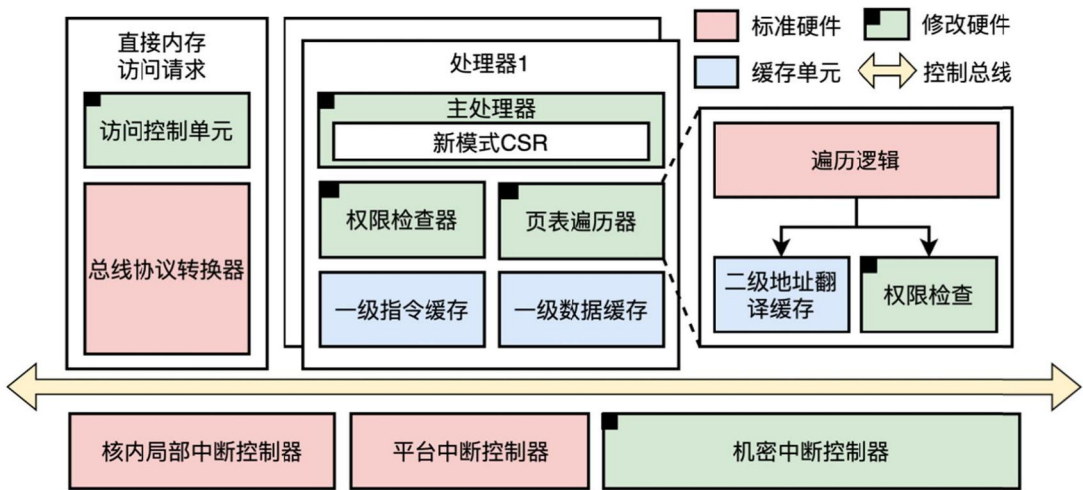 直接内存
访问请求
访问控制单元
总线协议转换器
处理器1
主处理器
新模式CSR
权限检查器
页表遍历器
一级指令缓存
一级数据缓存
标准硬件
修改硬件
缓存单元
控制总线
遍历逻辑
二级地址翻
译缓存
权限检查
核内局部中断控制器
平台中断控制器
机密中断控制器